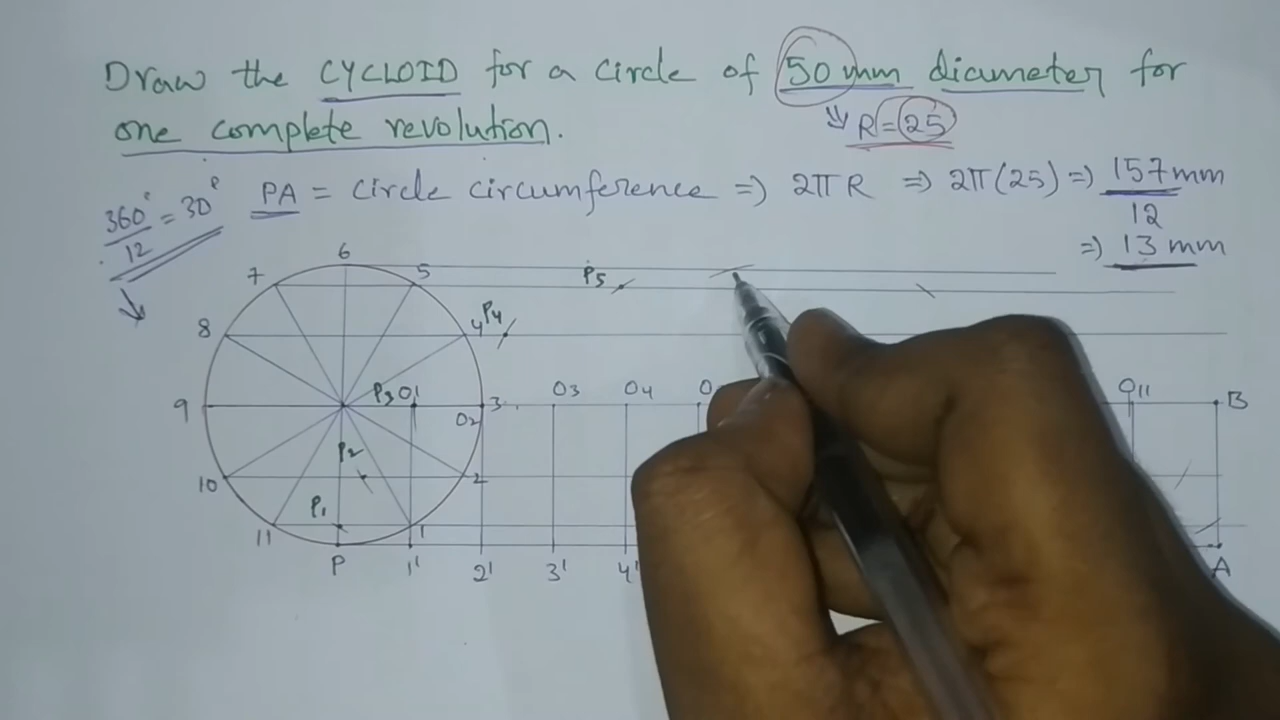 Draw the CYCLOID for a circle of 50 mm diameter for
one complete revolution.
R = 25
360°/12 = 30°
PA = circle circumference => 2πR => 2π(25) => 157mm/12
=> 13 mm
6
7
5
P5
8
4
P4
9
P3
O1
O2
3
O3
O4
O
O11
B
P2
10
2
P1
11
1
P
1'
2'
3'
4'
A